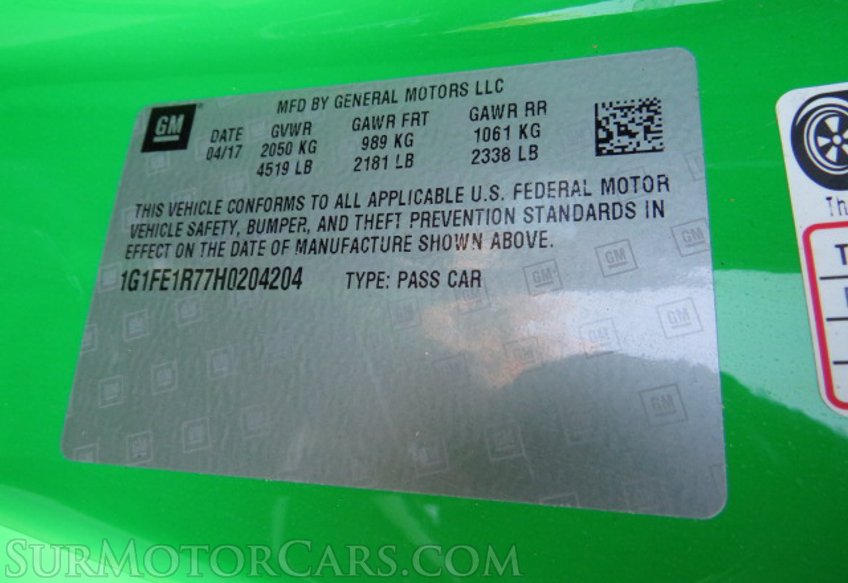 MFD BY GENERAL MOTORS LLC
GM
DATE GVWR GAWR FRT GAWR RR
04/17 2050 KG 989 KG 1061 KG
4519 LB 2181 LB 2338 LB
THIS VEHICLE CONFORMS TO ALL APPLICABLE U.S. FEDERAL MOTOR
VEHICLE SAFETY, BUMPER, AND THEFT PREVENTION STANDARDS IN
EFFECT ON THE DATE OF MANUFACTURE SHOWN ABOVE.
1G1FE1R77H0204204 TYPE: PASS CAR
SURMOTORCARS.COM